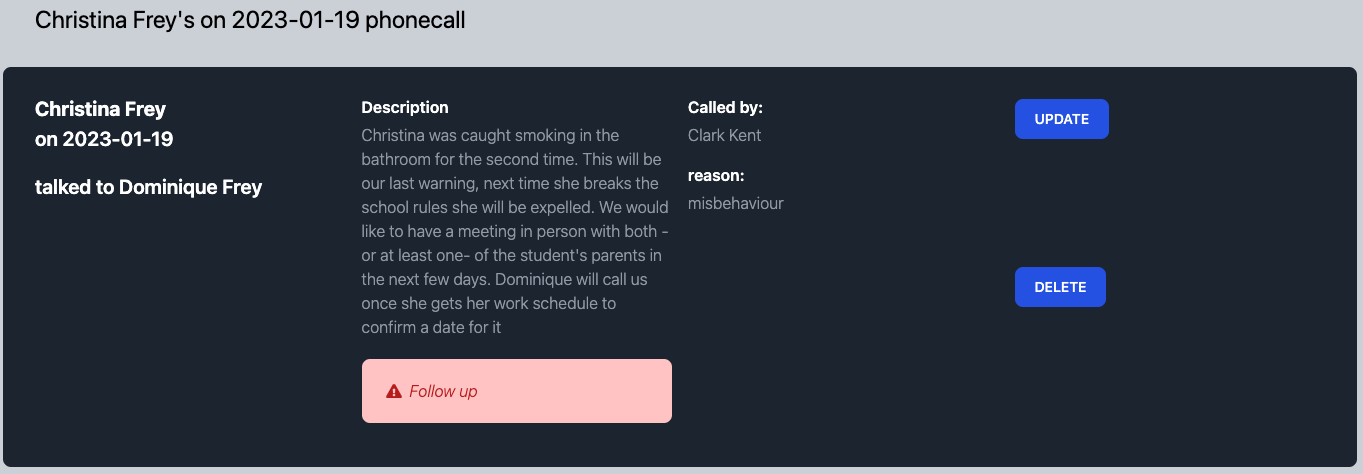 Christina Frey's on 2023-01-19 phonecall
Christina Frey
on 2023-01-19
talked to Dominique Frey
Description
Christina was caught smoking in the
bathroom for the second time. This will be
our last warning, next time she breaks the
school rules she will be expelled. We would
like to have a meeting in person with both -
or at least one- of the student's parents in
the next few days. Dominique will call us
once she gets her work schedule to
confirm a date for it
Follow up
Called by:
Clark Kent
reason:
misbehaviour
UPDATE
DELETE